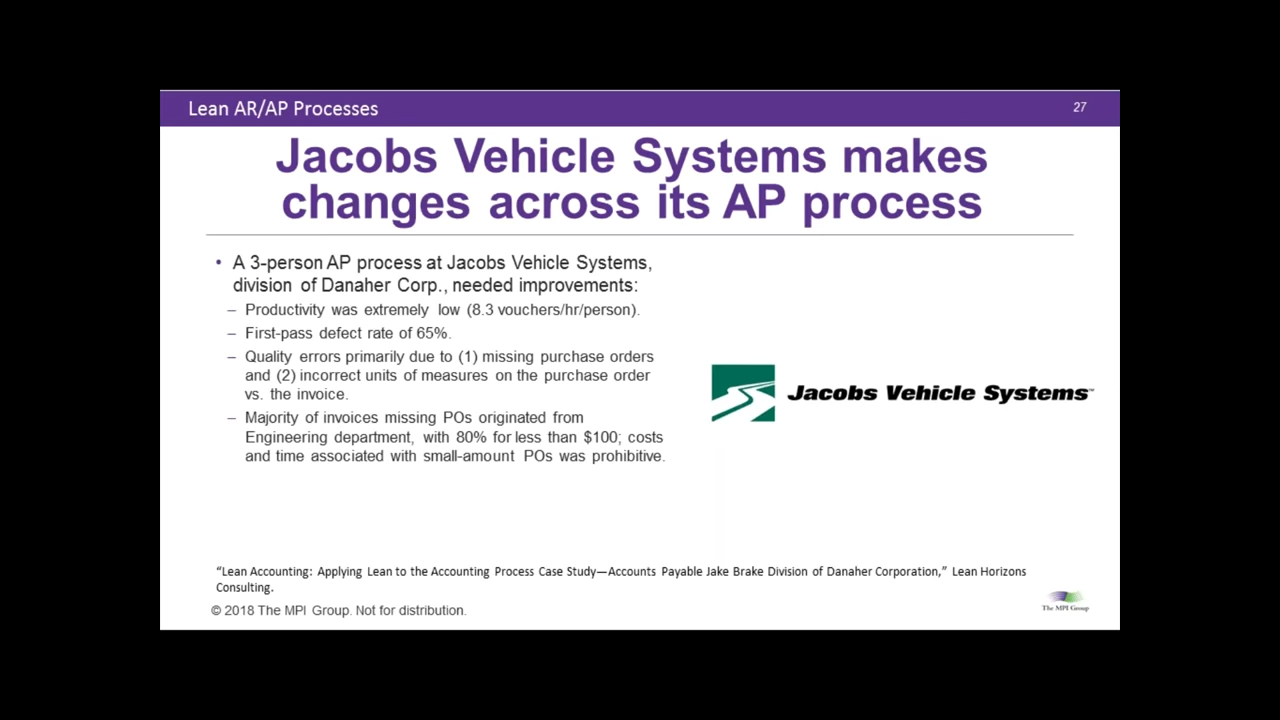 Lean AR/AP Processes
27
Jacobs Vehicle Systems makes
changes across its AP process
• A 3-person AP process at Jacobs Vehicle Systems,
division of Danaher Corp., needed improvements:
– Productivity was extremely low (8.3 vouchers/hr/person).
– First-pass defect rate of 65%.
– Quality errors primarily due to (1) missing purchase orders
and (2) incorrect units of measures on the purchase order
vs. the invoice.
– Majority of invoices missing POs originated from
Engineering department, with 80% for less than $100; costs
and time associated with small-amount POs was prohibitive.
Jacobs Vehicle Systems™
“Lean Accounting: Applying Lean to the Accounting Process Case Study—Accounts Payable Jake Brake Division of Danaher Corporation,” Lean Horizons
Consulting.
© 2018 The MPI Group. Not for distribution.
The MPI Group